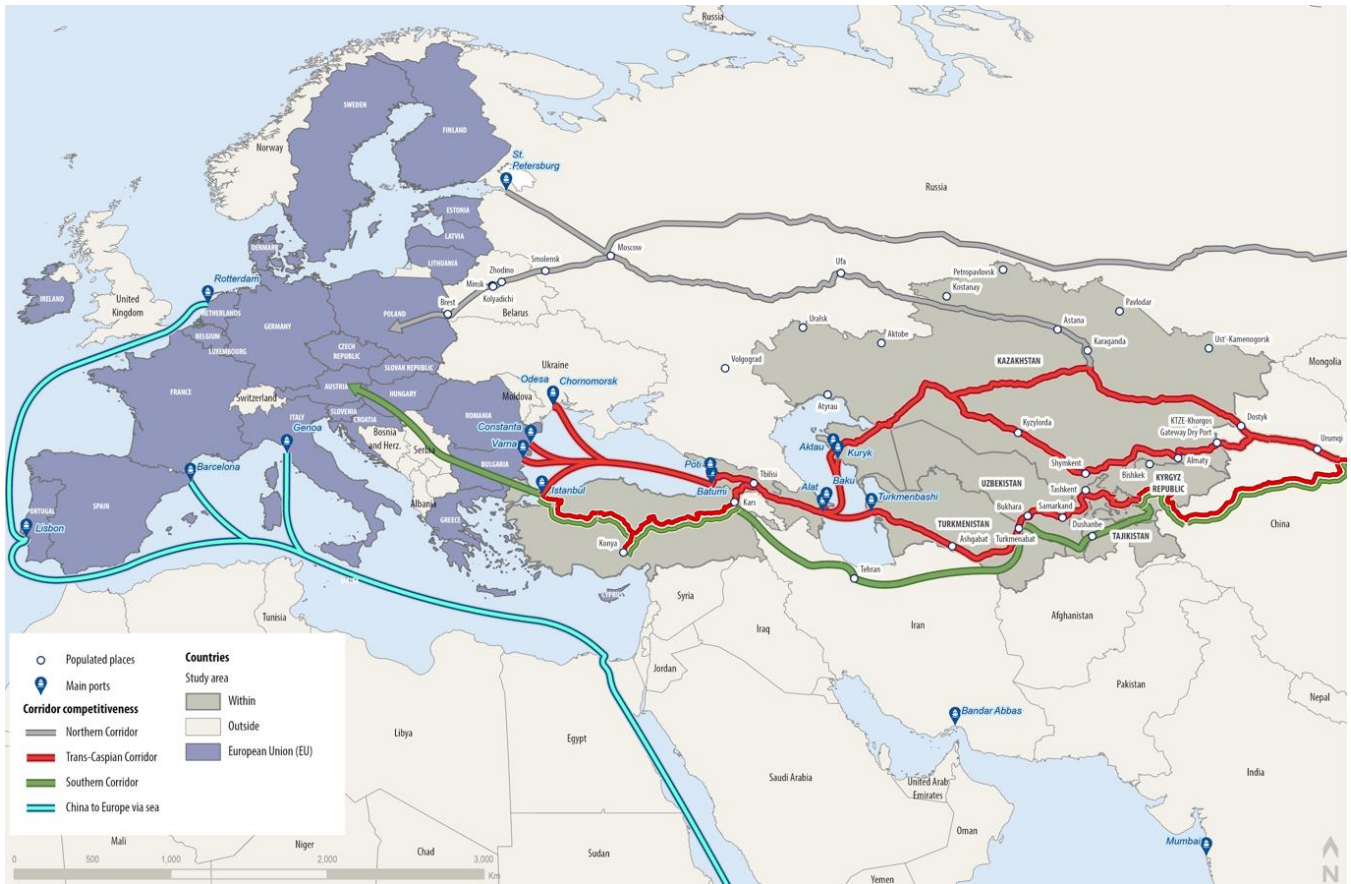 Russia
SWEDEN
FINLAND
Norway
St.
Petersburg
Russia
ESTONIA
LATVIA
LITHUANIA
DENMARK
Moscow
Smolensk
Zhodino
Minsk
Kolyadichi
Ufa
Petropavlovsk
Kostanay
Pavlodar
Rotterdam
IRELAND
United
Kingdom
NETHERLANDS
BELGIUM
LUXEMBOURG
GERMANY
POLAND
Brest
Belarus
Uralsk
Aktobe
Astana
Karaganda
Ust'-Kamenogorsk
Mongolia
CZECH
REPUBLIC
SLOVAK REPUBLIC
AUSTRIA
HUNGARY
Ukraine
Volgograd
KAZAKHSTAN
FRANCE
Switzerland
SLOVENIA
CROATIA
ITALY
Genoa
Bosnia
and Herz.
Serbia
ROMANIA
Moldova
Odesa
Chornomorsk
Constanta
Varna
BULGARIA
Atyrau
Aktau
Kuryk
Kyzylorda
KTZE-Khorgos
Gateway Dry Port
Dostyk
Urumqi
Shymkent
Bishkek
Almaty
Barcelona
PORTUGAL
SPAIN
Lisbon
Albania
GREECE
Istanbul
Poti
Batumi
Tbilisi
Kars
Alat
Baku
Turkmenbashi
UZBEKISTAN
Tashkent
KYRGYZ
REPUBLIC
Bukhara
Samarkand
Dushanbe
TURKMENISTAN
Turkmenabat
TAJIKISTAN
China
Ashgabat
Konya
Tehran
MALTA
CYPRUS
Tunisia
Syria
Iraq
Iran
Afghanistan
Jordan
Pakistan
Nepal
Libya
Egypt
Saudi Arabia
Bandar Abbas
United Arab
Emirates
Oman
India
Mumbai
Yemen
Mali
Niger
Chad
Sudan
Populated places
Main ports
Corridor competitiveness
Northern Corridor
Trans-Caspian Corridor
Southern Corridor
China to Europe via sea
Countries
Study area
Within
Outside
European Union (EU)
0 500 1,000 2,000 3,000
Km
N